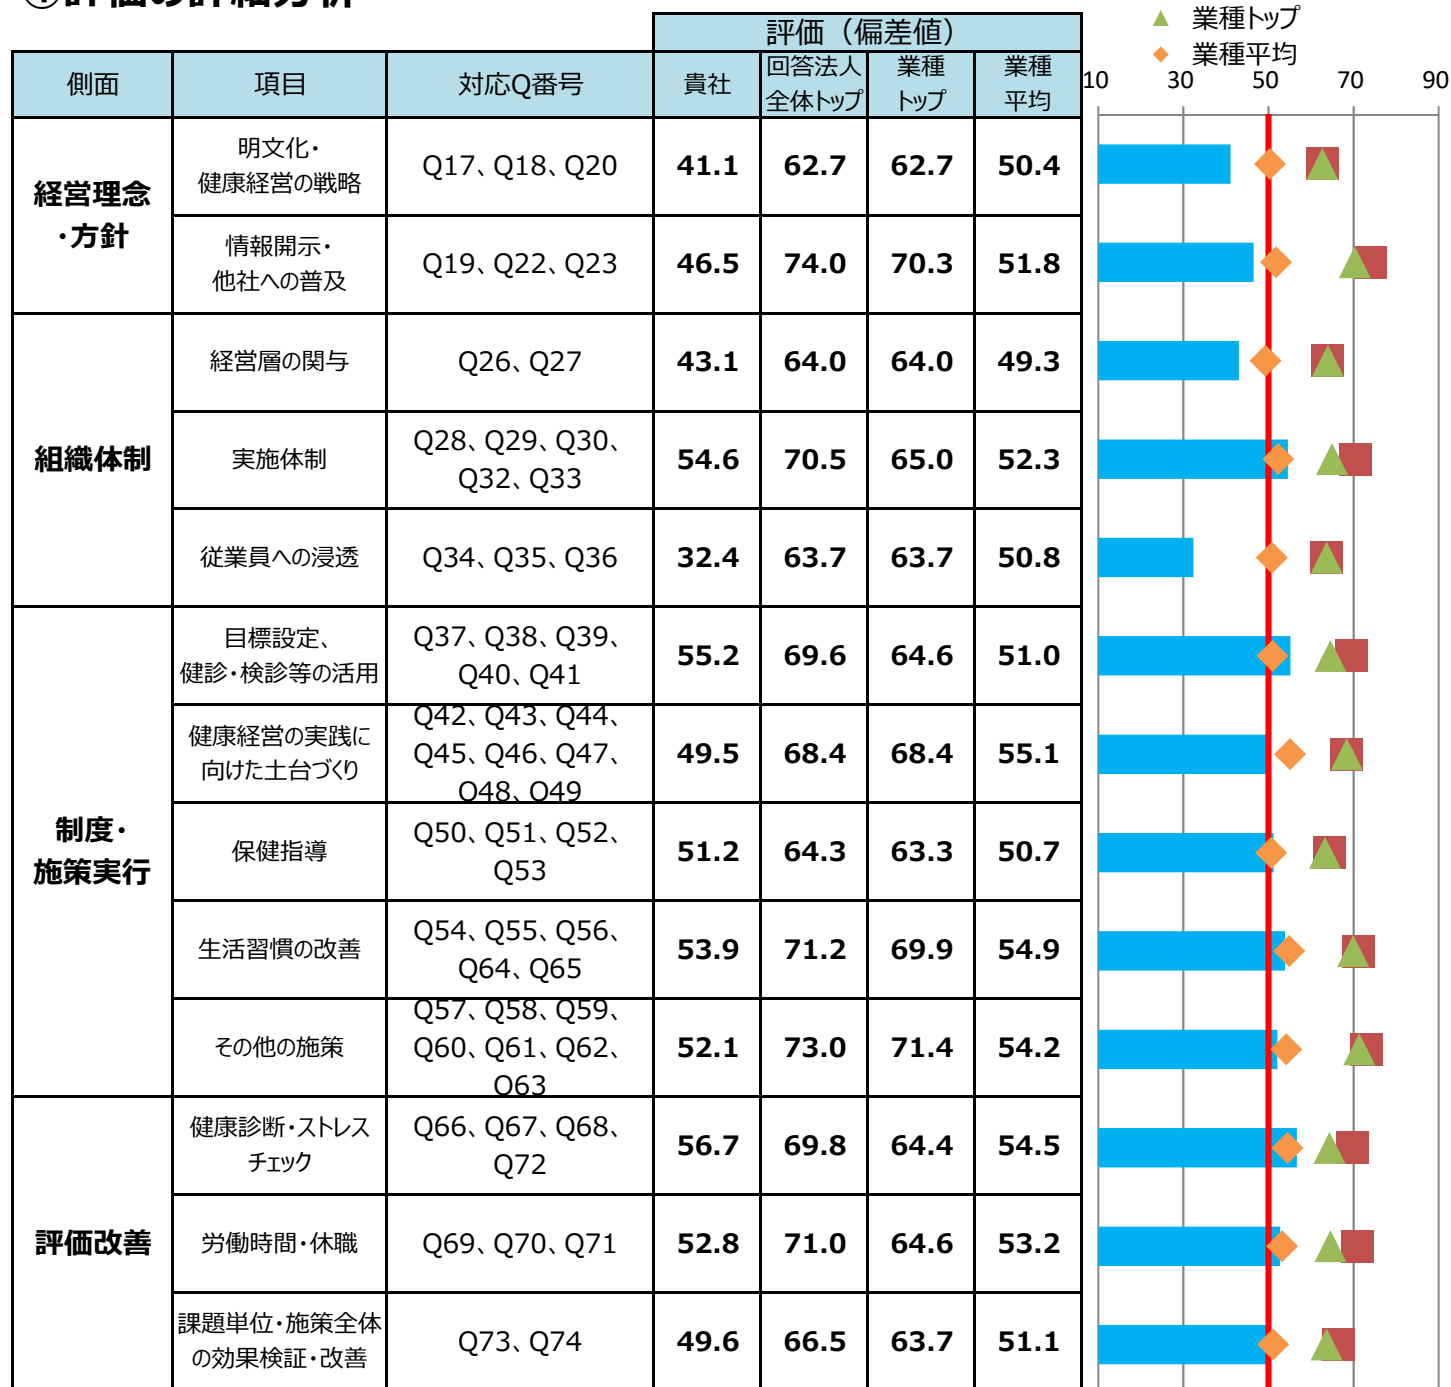 ①評価の詳細分析
▲ 業種トップ
◆ 業種平均
評価（偏差値）
側面 項目 対応Q番号 貴社 回答法人 業種 業種
全体トップ トップ 平均
10 30 50 70 90
経営理念
・方針
明文化・
健康経営の戦略
Q17、Q18、Q20
41.1 62.7 62.7 50.4
情報開示・
他社への普及
Q19、Q22、Q23
46.5 74.0 70.3 51.8
組織体制
経営層の関与
Q26、Q27
43.1 64.0 64.0 49.3
実施体制
Q28、Q29、Q30、
Q32、Q33
54.6 70.5 65.0 52.3
従業員への浸透
Q34、Q35、Q36
32.4 63.7 63.7 50.8
制度・
施策実行
目標設定、
健診・検診等の活用
Q37、Q38、Q39、
Q40、Q41
55.2 69.6 64.6 51.0
健康経営の実践に
向けた土台づくり
Q42、Q43、Q44、
Q45、Q46、Q47、
Q48、Q49
49.5 68.4 68.4 55.1
保健指導
Q50、Q51、Q52、
Q53
51.2 64.3 63.3 50.7
生活習慣の改善
Q54、Q55、Q56、
Q64、Q65
53.9 71.2 69.9 54.9
その他の施策
Q57、Q58、Q59、
Q60、Q61、Q62、
Q63
52.1 73.0 71.4 54.2
評価改善
健康診断・ストレス
チェック
Q66、Q67、Q68、
Q72
56.7 69.8 64.4 54.5
労働時間・休職
Q69、Q70、Q71
52.8 71.0 64.6 53.2
課題単位・施策全体
の効果検証・改善
Q73、Q74
49.6 66.5 63.7 51.1